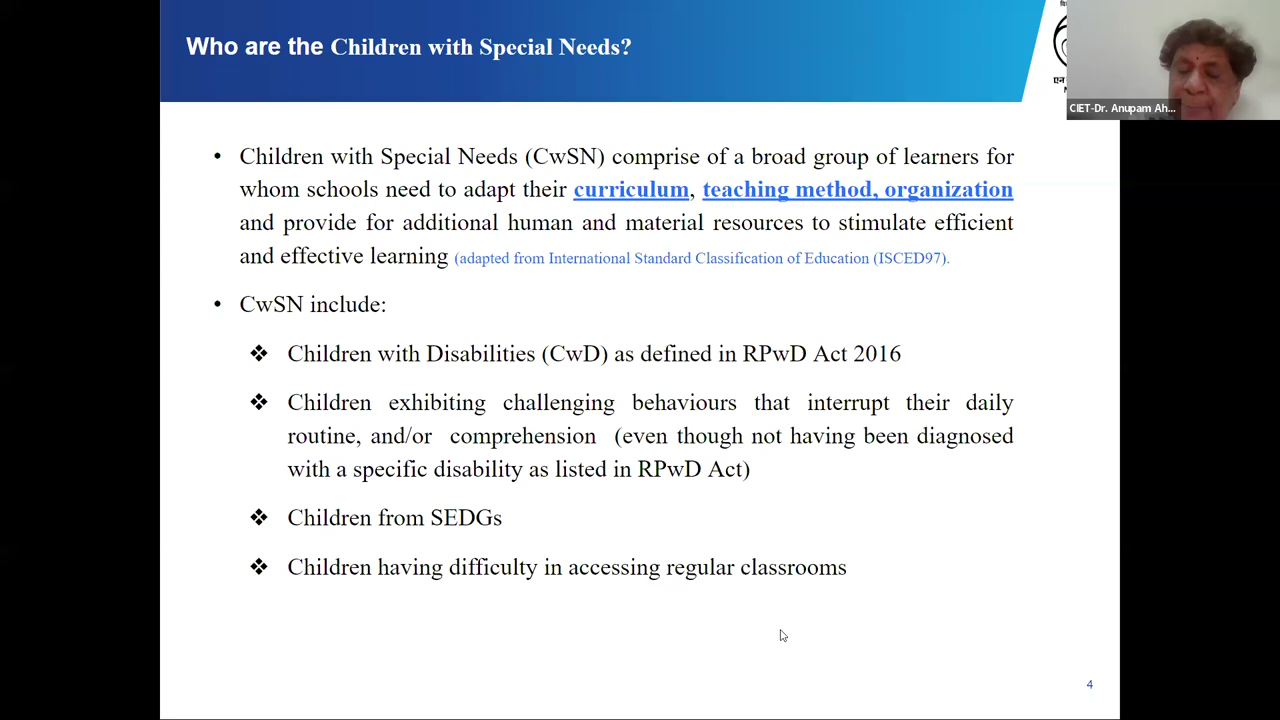 Who are the Children with Special Needs?
CIET-Dr. Anupam Ah...
• Children with Special Needs (CwSN) comprise of a broad group of learners for
whom schools need to adapt their curriculum, teaching method, organization
and provide for additional human and material resources to stimulate efficient
and effective learning (adapted from International Standard Classification of Education (ISCED97).
• CwSN include:
❖ Children with Disabilities (CwD) as defined in RPwD Act 2016
❖ Children exhibiting challenging behaviours that interrupt their daily
routine, and/or comprehension (even though not having been diagnosed
with a specific disability as listed in RPwD Act)
❖ Children from SEDGs
❖ Children having difficulty in accessing regular classrooms
4